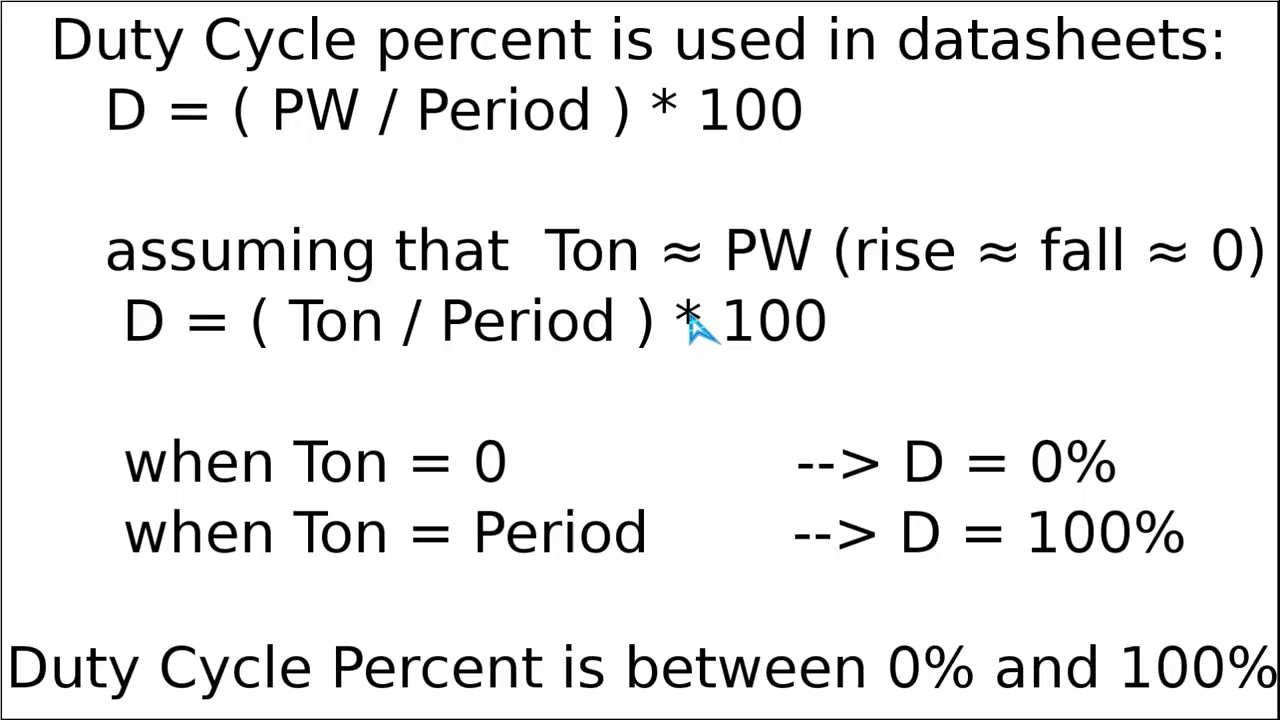 Duty Cycle percent is used in datasheets:
D = ( PW / Period ) * 100
assuming that Ton ≈ PW (rise ≈ fall ≈ 0)
D = ( Ton / Period ) * 100
when Ton = 0 --> D = 0%
when Ton = Period --> D = 100%
Duty Cycle Percent is between 0% and 100%